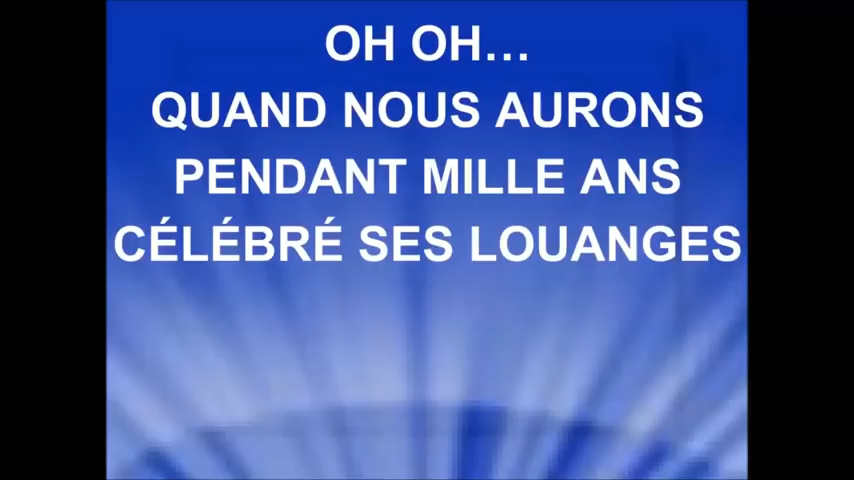 OH OH…
QUAND NOUS AURONS
PENDANT MILLE ANS
CÉLÉBRÉ SES LOUANGES